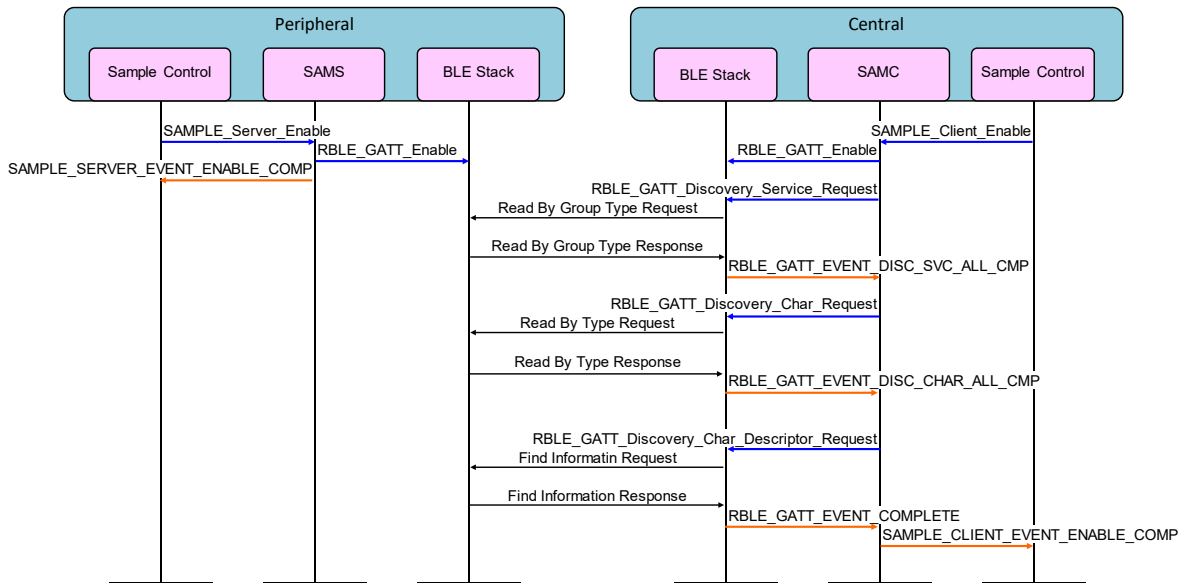 Peripheral
Central
Sample Control
SAMS
BLE Stack
BLE Stack
SAMC
Sample Control
SAMPLE_Server_Enable
SAMPLE_Client_Enable
RBLE_GATT_Enable
RBLE_GATT_Enable
SAMPLE_SERVER_EVENT_ENABLE_COMP
RBLE_GATT_Discovery_Service_Request
Read By Group Type Request
Read By Group Type Response
RBLE_GATT_EVENT_DISC_SVC_ALL_CMP
RBLE_GATT_Discovery_Char_Request
Read By Type Request
Read By Type Response
RBLE_GATT_EVENT_DISC_CHAR_ALL_CMP
RBLE_GATT_Discovery_Char_Descriptor_Request
Find Informatin Request
Find Information Response
RBLE_GATT_EVENT_COMPLETE
SAMPLE_CLIENT_EVENT_ENABLE_COMP